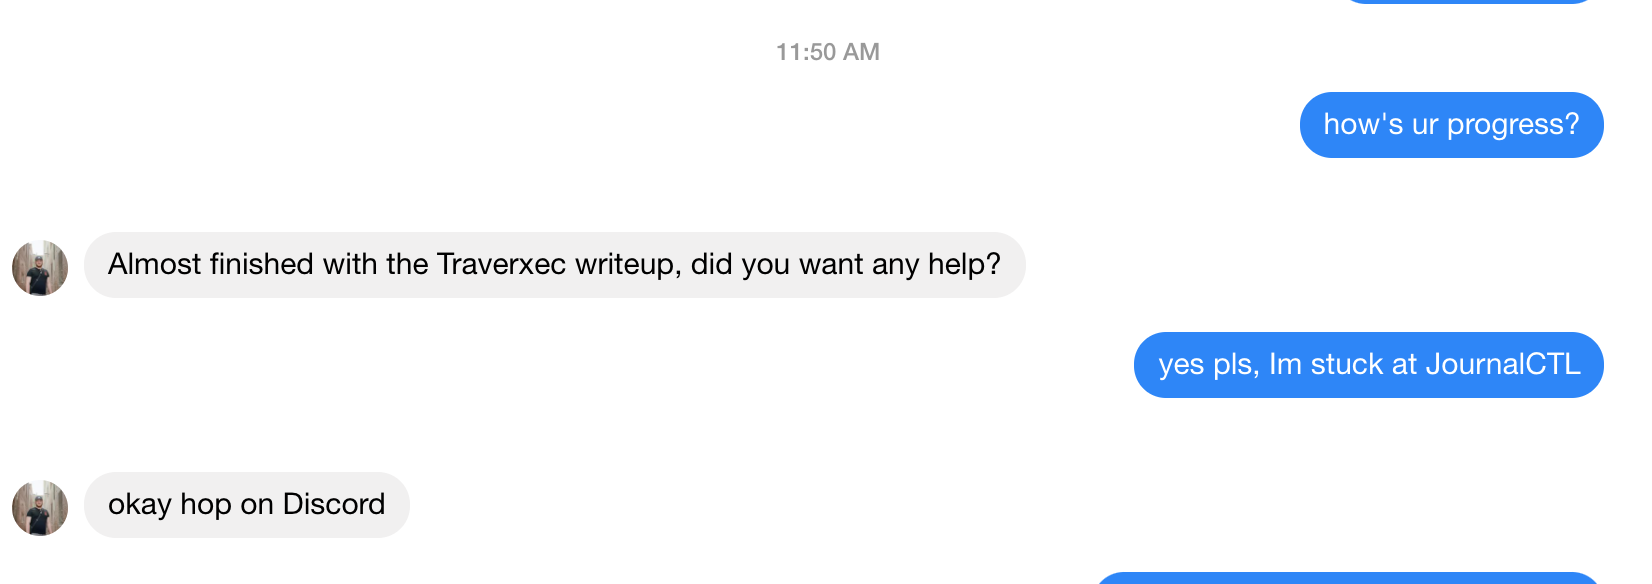 11:50 AM
how's ur progress?
Almost finished with the Traverxec writeup, did you want any help?
yes pls, Im stuck at JournalCTL
okay hop on Discord